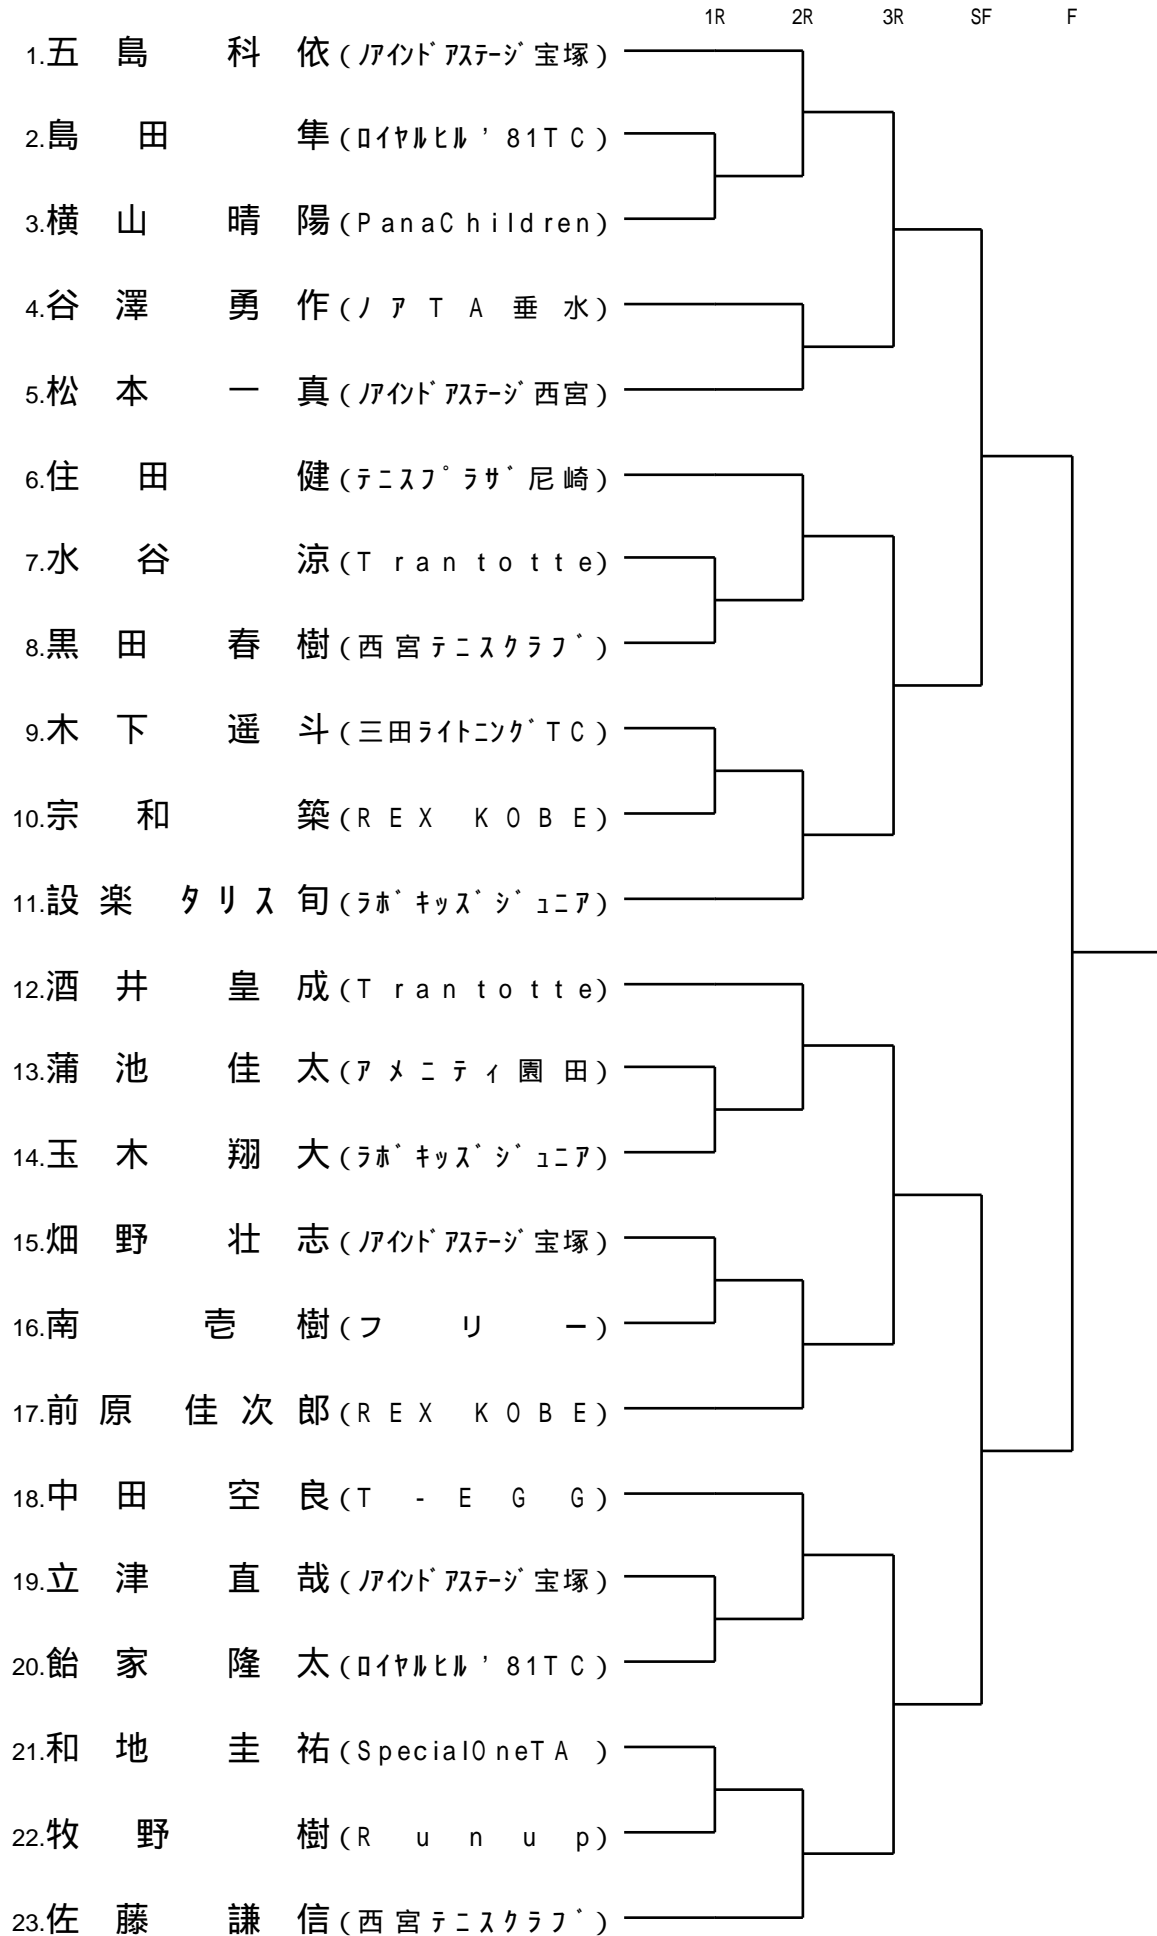 1R 2R 3R SF F
1.五島 科依(ﾉｱｲﾝﾄﾞｱｽﾃｰｼﾞ宝塚)
2.島田 隼(ﾛｲﾔﾙﾋﾙ’81TC)
3.横山 晴陽(PanaChildren)
4.谷澤 勇作(ﾉｱTA垂水)
5.松本 一真(ﾉｱｲﾝﾄﾞｱｽﾃｰｼﾞ西宮)
6.住田 健(ﾃﾆｽﾌﾟﾗｻﾞ尼崎)
7.水谷 涼(Trantotte)
8.黒田 春樹(西宮ﾃﾆｽｸﾗﾌﾞ)
9.木下 遥斗(三田ﾗｲﾄﾆﾝｸﾞTC)
10.宗和 築(REX KOBE)
11.設楽 タリス旬(ﾗﾎﾞｷｯｽﾞｼﾞｭﾆｱ)
12.酒井 皇成(Trantotte)
13.蒲池 佳太(ｱﾒﾆﾃｨ園田)
14.玉木 翔大(ﾗﾎﾞｷｯｽﾞｼﾞｭﾆｱ)
15.畑野 壮志(ﾉｱｲﾝﾄﾞｱｽﾃｰｼﾞ宝塚)
16.南 壱樹(フリー)
17.前原 佳次郎(REX KOBE)
18.中田 空良(T-EGG)
19.立津 直哉(ﾉｱｲﾝﾄﾞｱｽﾃｰｼﾞ宝塚)
20.飴家 隆太(ﾛｲﾔﾙﾋﾙ’81TC)
21.和地 圭祐(SpecialOneTA )
22.牧野 樹(Runup)
23.佐藤 謙信(西宮ﾃﾆｽｸﾗﾌﾞ)